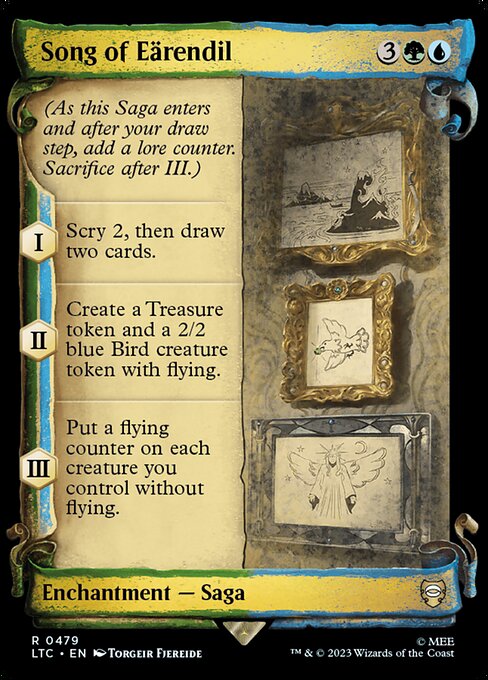 Song of Eärendil
3
(As this Saga enters
and after your draw
step, add a lore counter.
Sacrifice after III.)
I
Scry 2, then draw
two cards.
II
Create a Treasure
token and a 2/2
blue Bird creature
token with flying.
III
Put a flying
counter on each
creature you
control without
flying.
Enchantment — Saga
R 0479
LTC • EN Torgeir Fjereide
© MEE
™ & © 2023 Wizards of the Coast